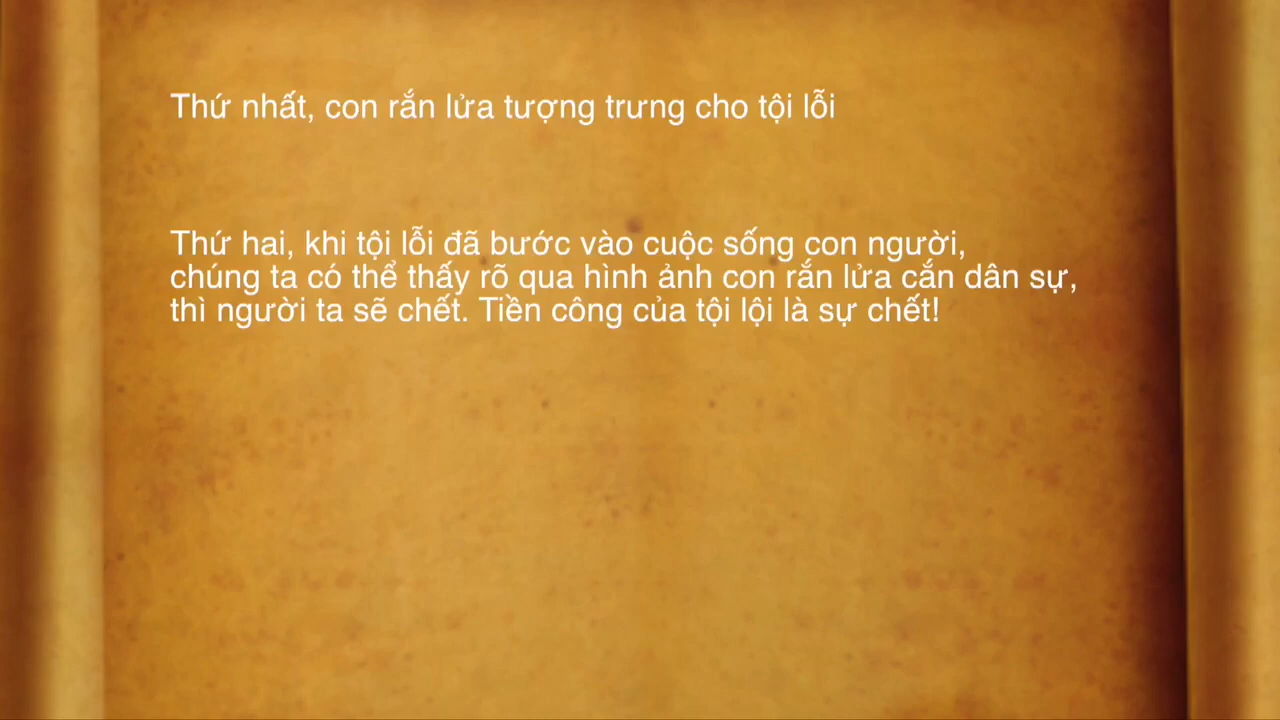 Thứ nhất, con rắn lửa tượng trưng cho tội lỗi
Thứ hai, khi tội lỗi đã bước vào cuộc sống con người,
chúng ta có thể thấy rõ qua hình ảnh con rắn lửa cắn dân sự,
thì người ta sẽ chết. Tiền công của tội lội là sự chết!